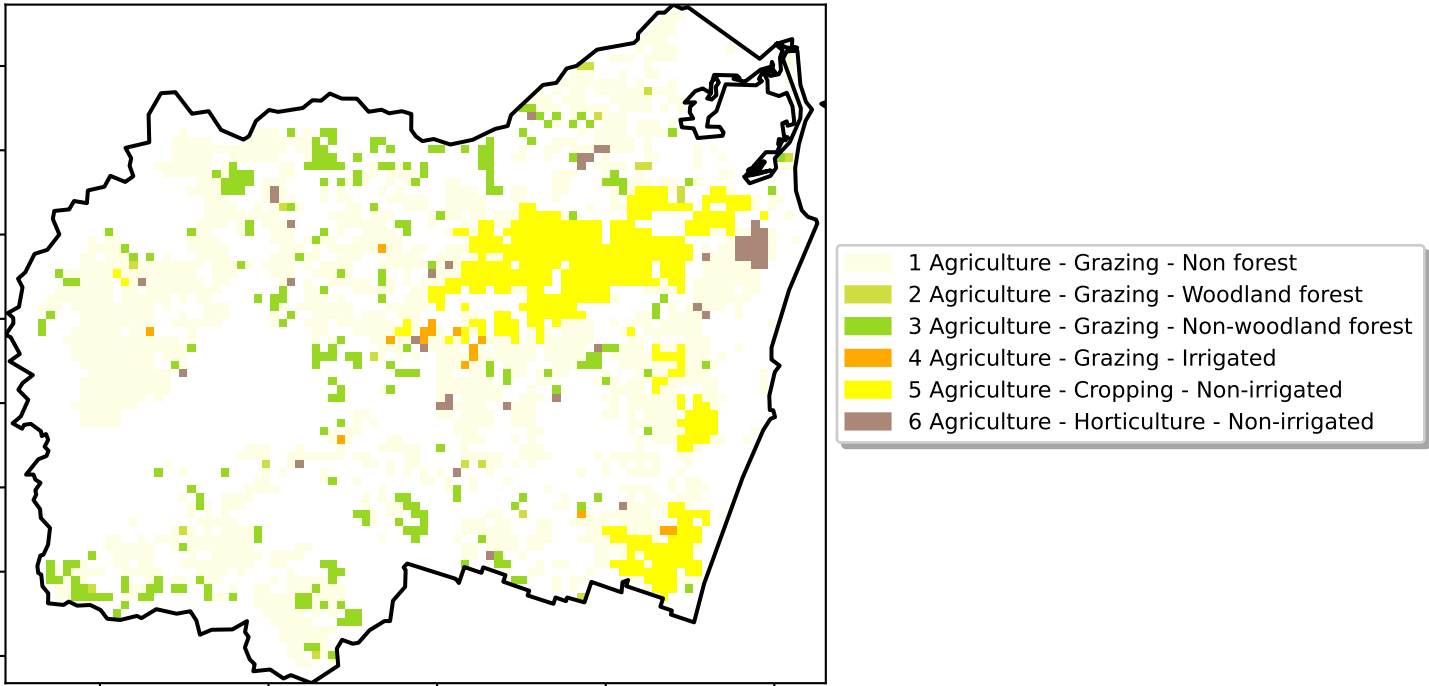 1 Agriculture - Grazing - Non forest
2 Agriculture - Grazing - Woodland forest
3 Agriculture - Grazing - Non-woodland forest
4 Agriculture - Grazing - Irrigated
5 Agriculture - Cropping - Non-irrigated
6 Agriculture - Horticulture - Non-irrigated